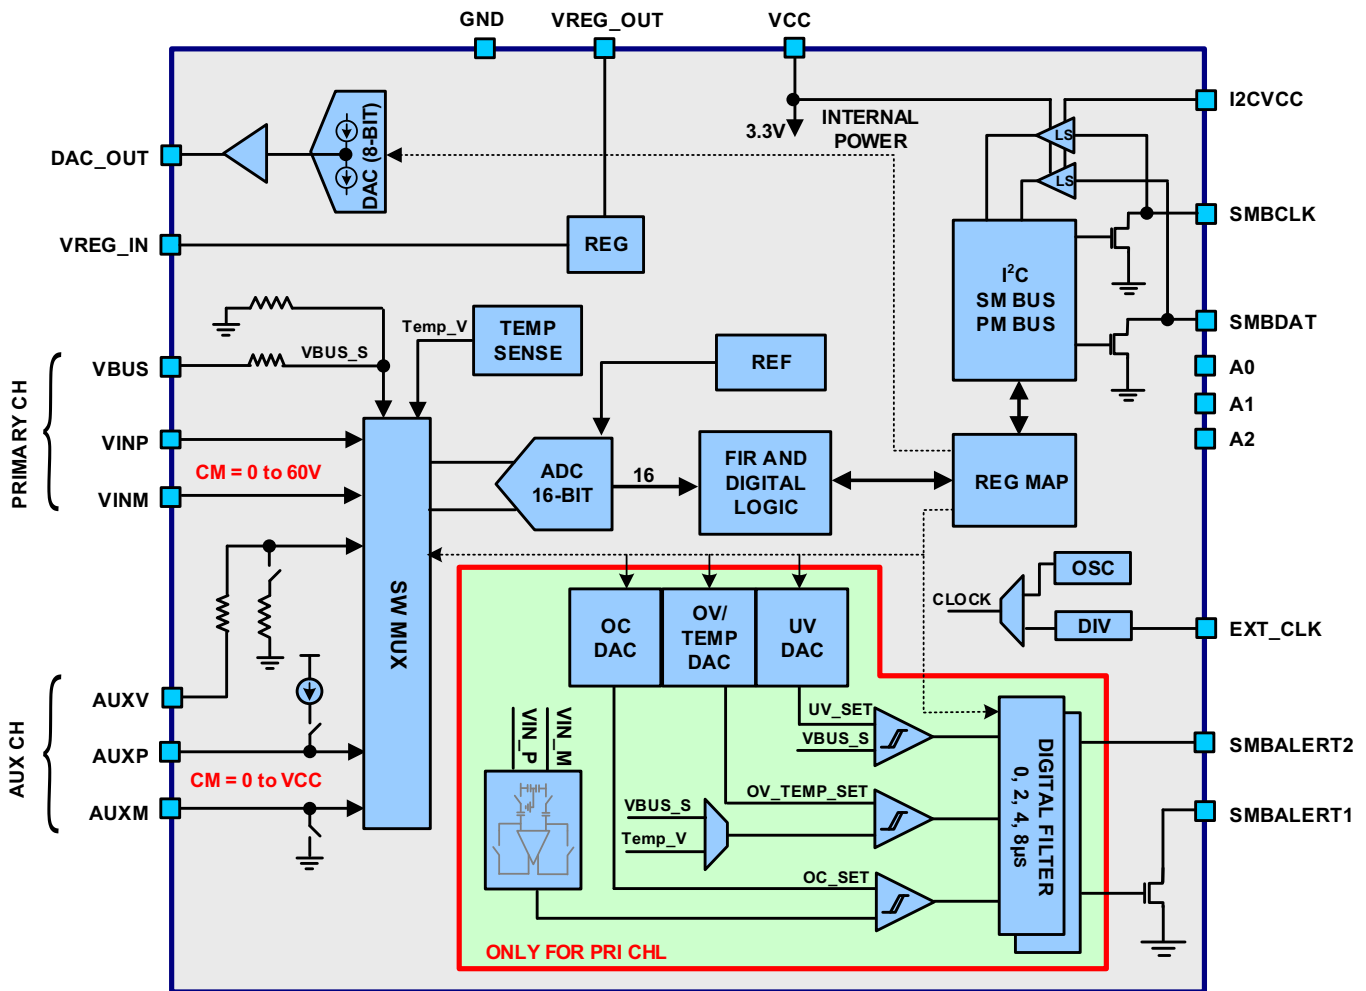 GND
VREG_OUT
VCC
I2CVCC
DAC (8-BIT)
3.3V
INTERNAL
POWER
LS
LS
DAC_OUT
SMBCLK
VREG_IN
REG
I²C
SM BUS
PM BUS
Temp_V
TEMP
SENSE
SMBDAT
VBUS_S
REF
VBUS
A0
A1
A2
PRIMARY CH
VINP
CM = 0 to 60V
VINM
ADC
16-BIT
16
FIR AND
DIGITAL
LOGIC
REG MAP
SW MUX
OSC
CLOCK
DIV
EXT_CLK
OC
DAC
OV/
TEMP
DAC
UV
DAC
AUX CH
AUXV
AUXP
CM = 0 to VCC
AUXM
VIN_P
VIN_M
UV_SET
VBUS_S
OV_TEMP_SET
VBUS_S
Temp_V
OC_SET
DIGITAL FILTER
0, 2, 4, 8µs
SMBALERT2
SMBALERT1
ONLY FOR PRI CHL